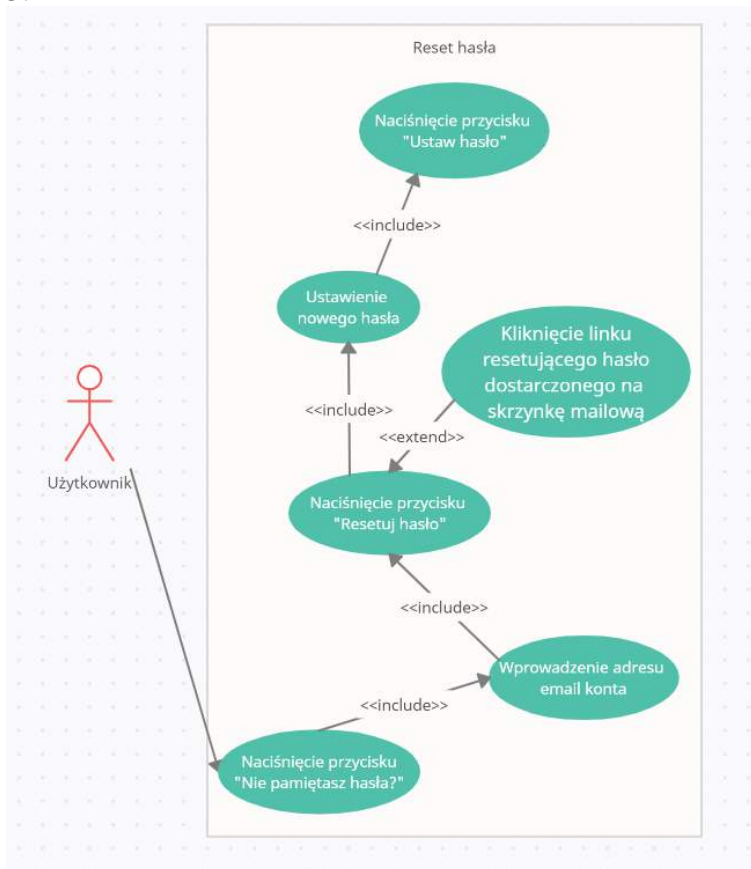 Reset hasła
Naciśnięcie przycisku
"Ustaw hasło"
<<include>>
Ustawienie
nowego hasła
Kliknięcie linku
resetującego hasło
dostarczonego na
skrzynkę mailową
<<include>>
<<extend>>
Użytkownik
Naciśnięcie przycisku
"Resetuj hasło"
<<include>>
Wprowadzenie adresu
email konta
<<include>>
Naciśnięcie przycisku
"Nie pamiętasz hasła?"